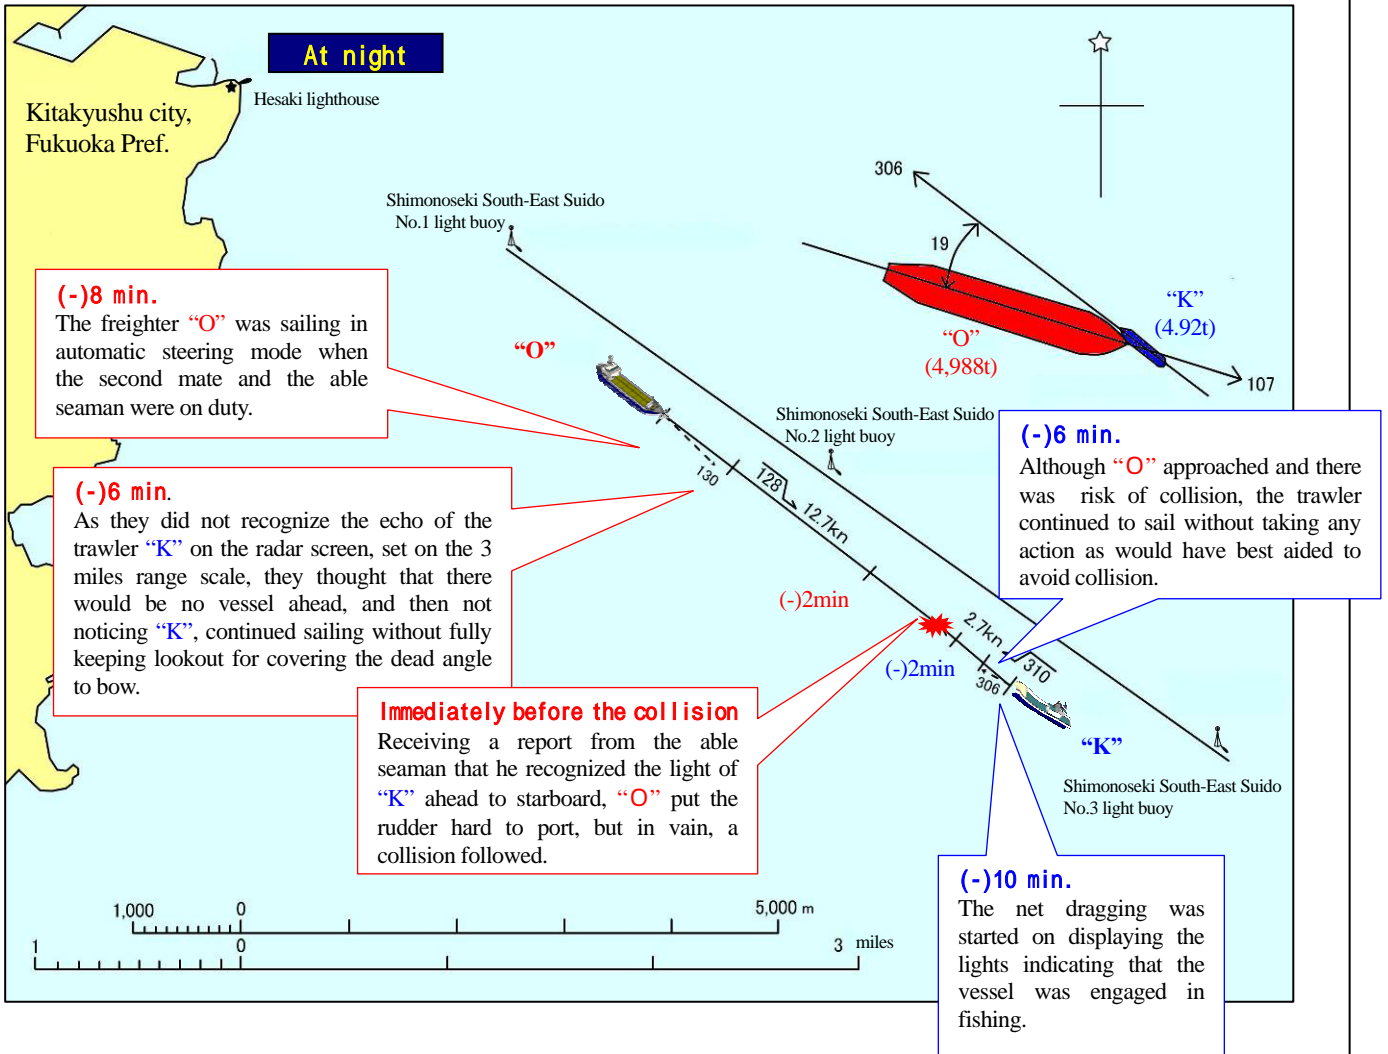 At night
Hesaki lighthouse
Kitakyushu city,
Fukuoka Pref.
306
19
"O"
(4,988t)
"K"
(4.92t)
107
Shimonoseki South-East Suido
No.1 light buoy
(-)8 min.
The freighter "O" was sailing in
automatic steering mode when
the second mate and the able
seaman were on duty.
"O"
Shimonoseki South-East Suido
No.2 light buoy
(-)6 min.
Although "O" approached and there
was risk of collision, the trawler
continued to sail without taking any
action as would have best aided to
avoid collision.
130
128
12.7kn
(-)6 min.
As they did not recognize the echo of the
trawler "K" on the radar screen, set on the 3
miles range scale, they thought that there
would be no vessel ahead, and then not
noticing "K", continued sailing without fully
keeping lookout for covering the dead angle
to bow.
(-)2min
(-)2min
2.7kn
310
306
"K"
Immediately before the collision
Receiving a report from the able
seaman that he recognized the light of
"K" ahead to starboard, "O" put the
rudder hard to port, but in vain, a
collision followed.
Shimonoseki South-East Suido
No.3 light buoy
(-)10 min.
The net dragging was
started on displaying the
lights indicating that the
vessel was engaged in
fishing.
1,000 0 5,000 m
1 0 3 miles